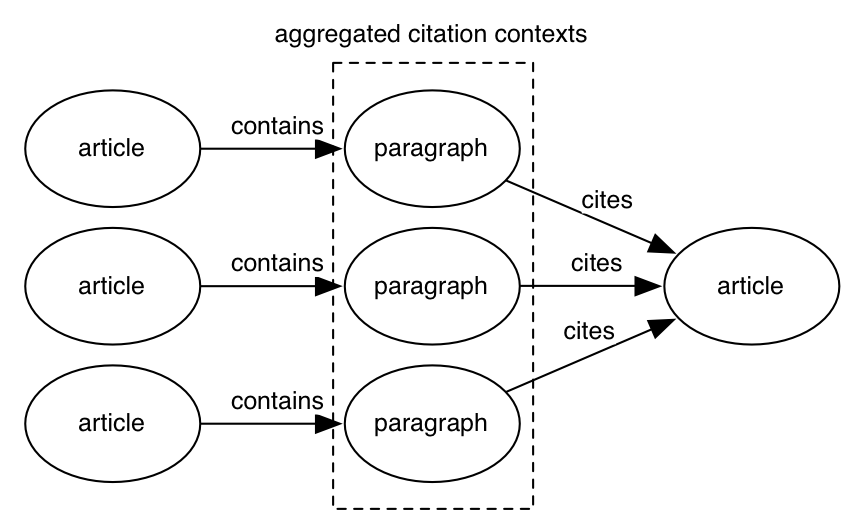 aggregated citation contexts
article
contains
paragraph
cites
article
contains
paragraph
cites
article
article
contains
paragraph
cites